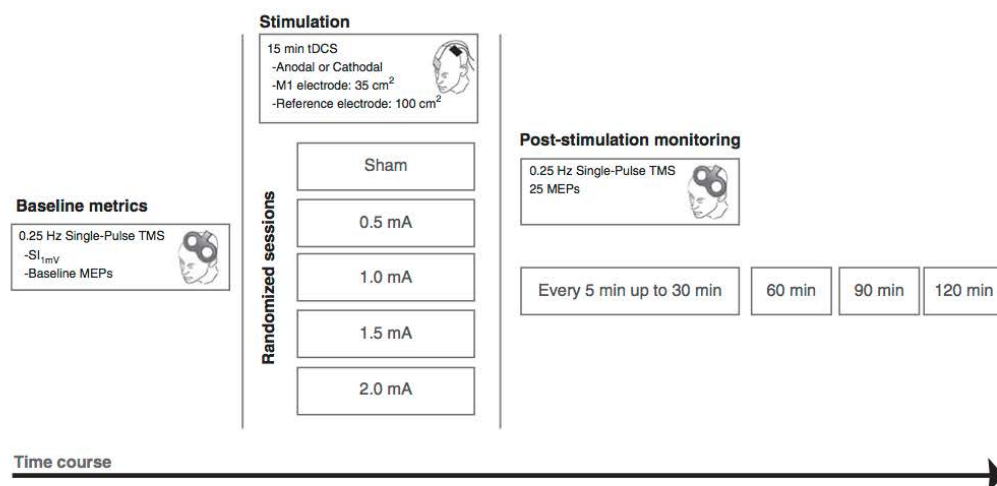 Baseline metrics
0.25 Hz Single-Pulse TMS
-SI1mV
-Baseline MEPs
Stimulation
15 min tDCS
-Anodal or Cathodal
-M1 electrode: 35 cm2
-Reference electrode: 100 cm2
Randomized sessions
Sham
0.5 mA
1.0 mA
1.5 mA
2.0 mA
Post-stimulation monitoring
0.25 Hz Single-Pulse TMS
25 MEPs
Every 5 min up to 30 min
60 min
90 min
120 min
Time course